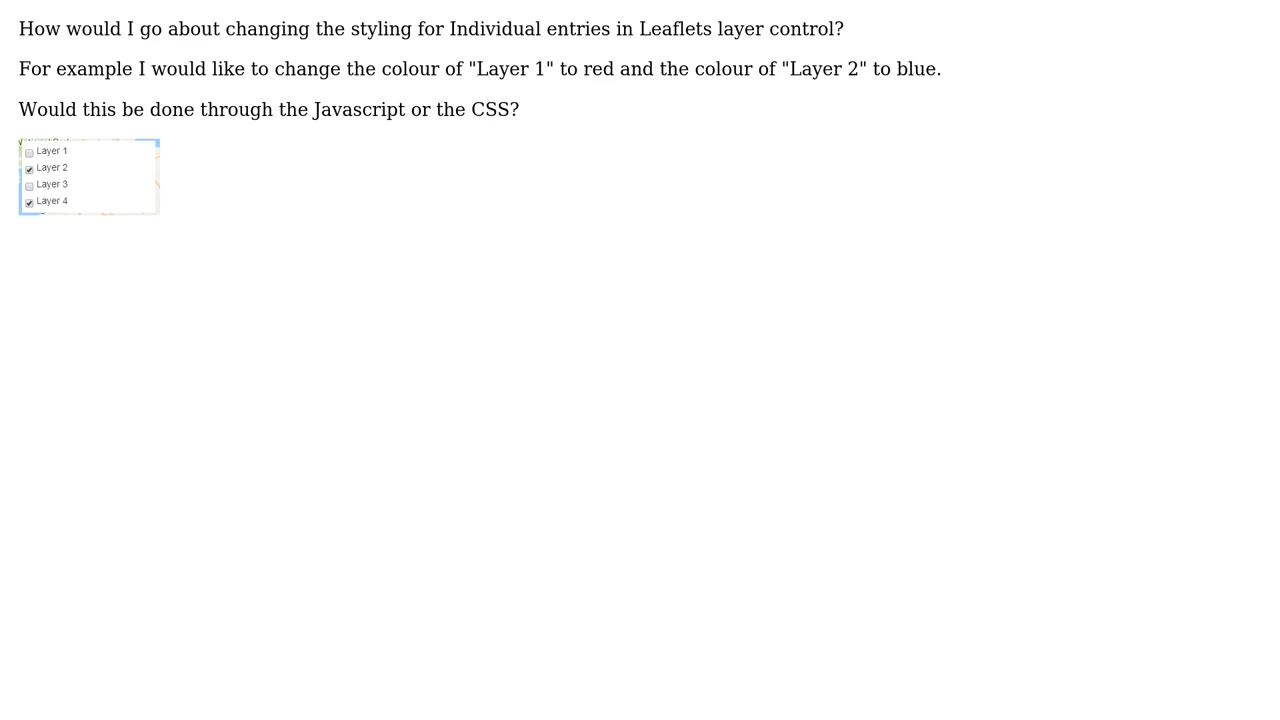 How would I go about changing the styling for Individual entries in Leaflets layer control?
For example I would like to change the colour of "Layer 1" to red and the colour of "Layer 2" to blue.
Would this be done through the Javascript or the CSS?
Layer 1
Layer 2
Layer 3
Layer 4